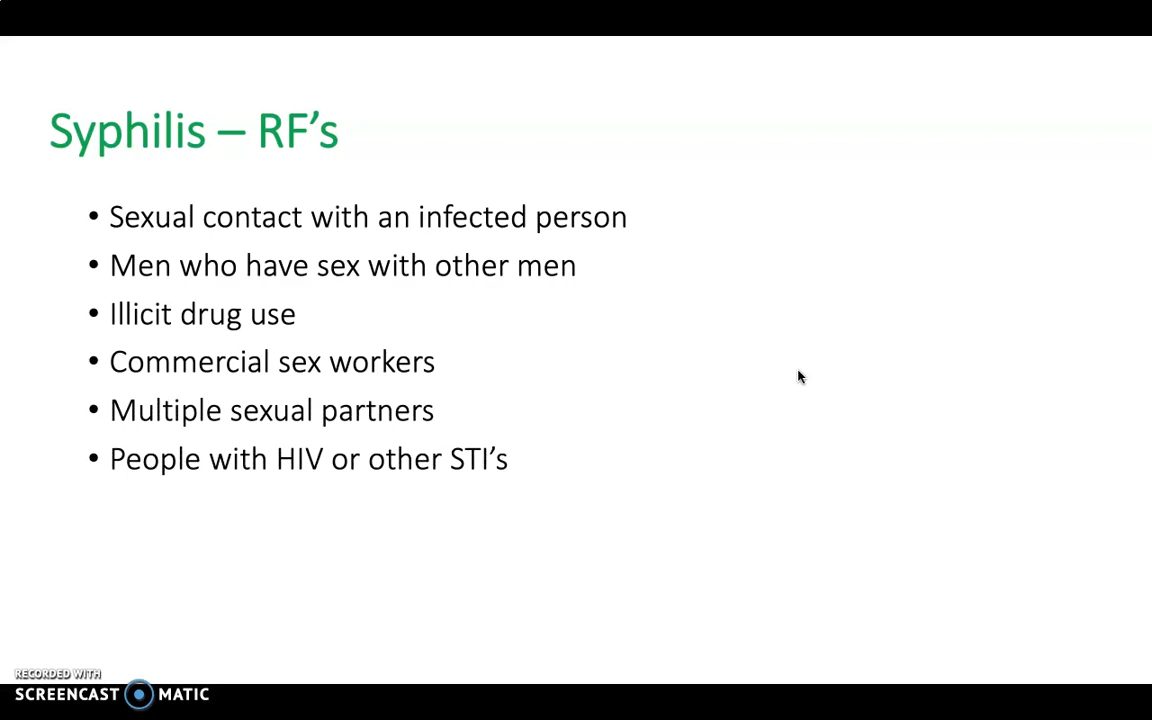 Syphilis – RF’s
• Sexual contact with an infected person
• Men who have sex with other men
• Illicit drug use
• Commercial sex workers
• Multiple sexual partners
• People with HIV or other STI’s
RECORDED WITH
SCREENCAST MATIC